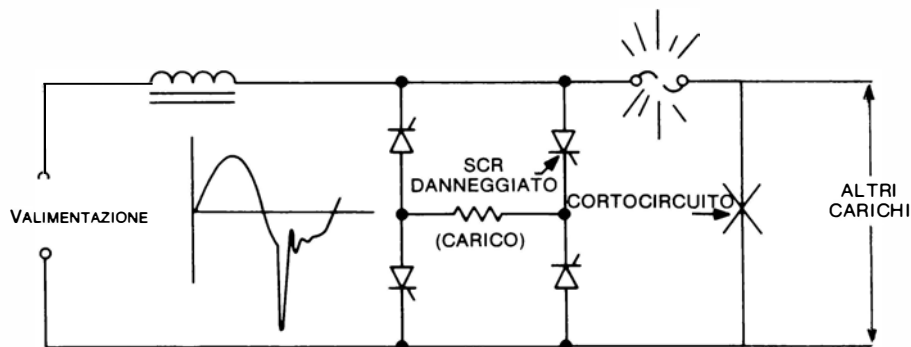 SCR
DANNEGGIATO
CORTOCIRCUITO
ALTRI
CARICHI
VALIMENTAZIONE
(CARICO)